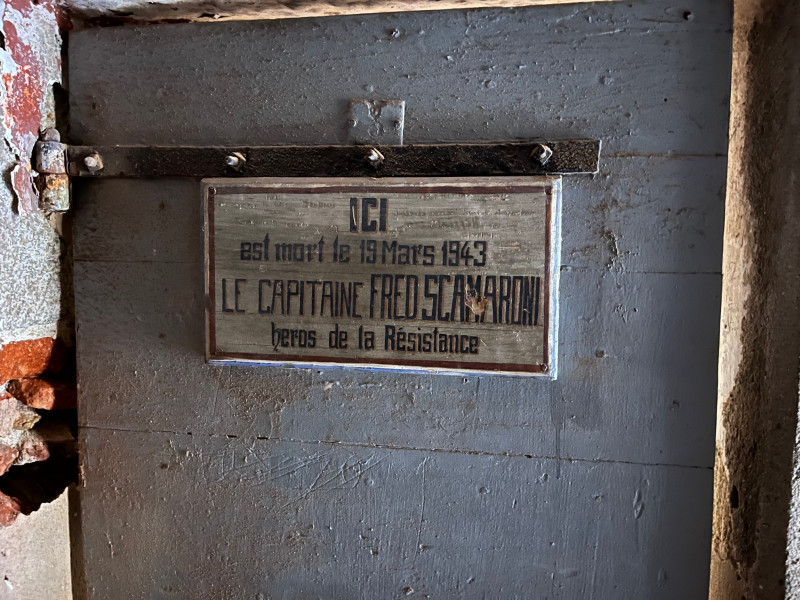 ICI
est mort le 19 Mars 1943
LE CAPITAINE FRED SCAMARONI
heros de la Résistance